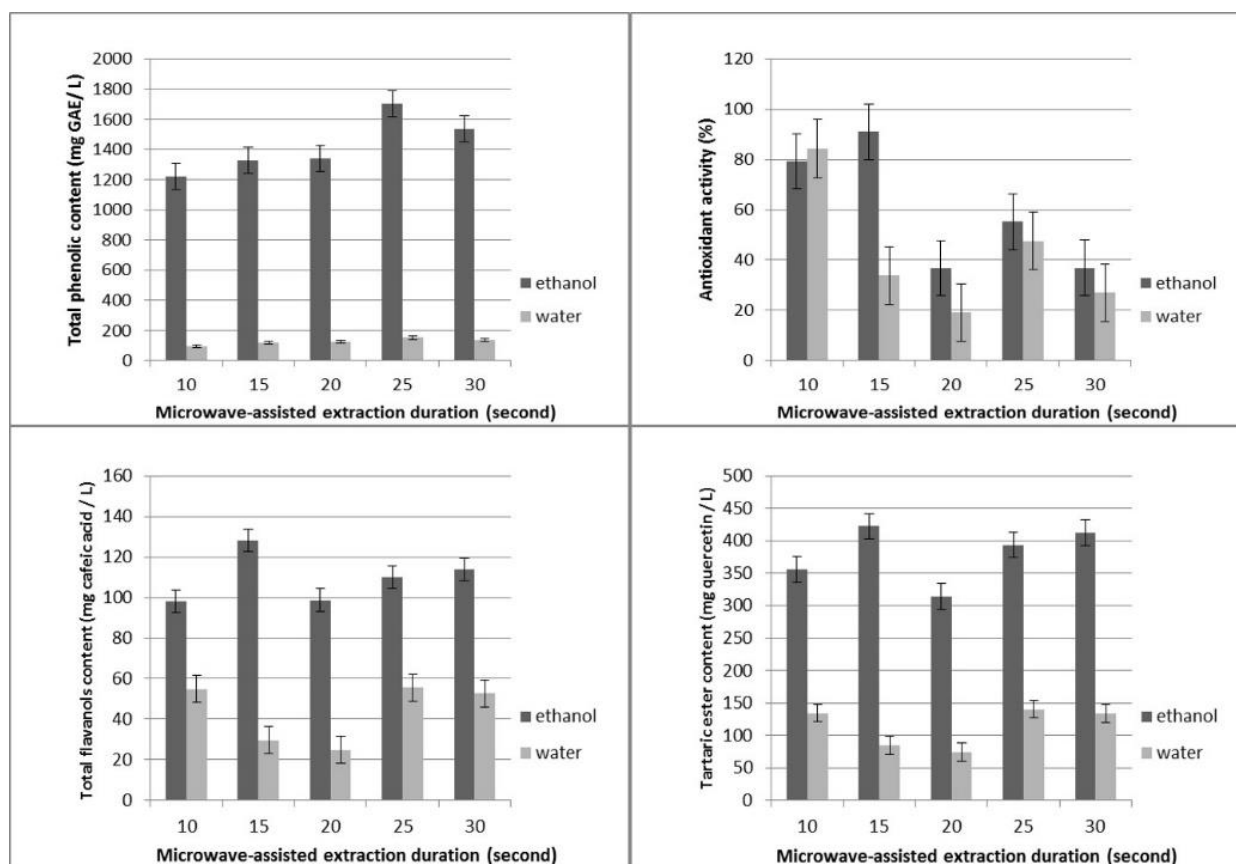 Total phenolic content (mg GAE/ L)
2000
1800
1600
1400
1200
1000
800
600
400
200
0
10 15 20 25 30
Microwave-assisted extraction duration (second)
ethanol
water
Antioxidant activity (%)
120
100
80
60
40
20
0
10 15 20 25 30
Microwave-assisted extraction duration (second)
ethanol
water
Total flavanols content (mg cafeic acid / L)
160
140
120
100
80
60
40
20
0
10 15 20 25 30
Microwave-assisted extraction duration (second)
ethanol
water
Tartaric ester content (mg quercetin / L)
500
450
400
350
300
250
200
150
100
50
0
10 15 20 25 30
Microwave-assisted extraction duration (second)
ethanol
water